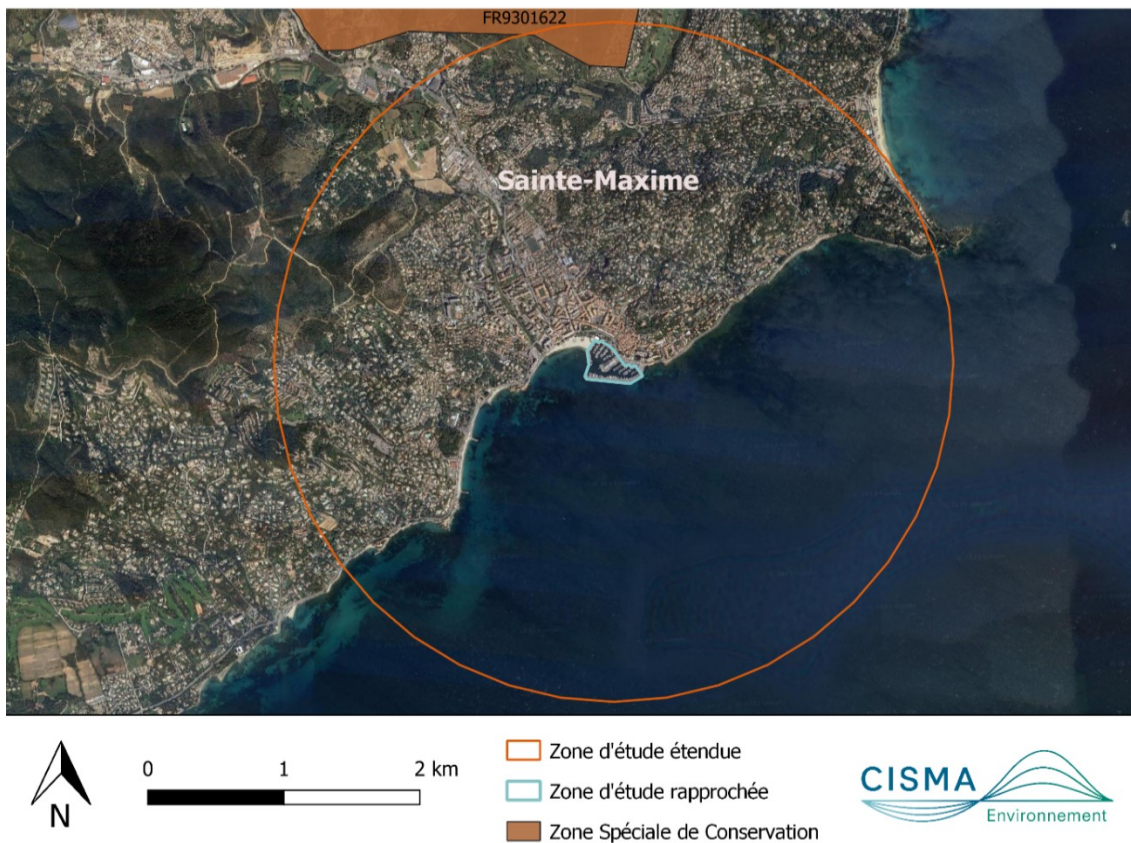 FR9301622
Sainte-Maxime
N
0 1 2 km
Zone d'étude étendue
Zone d'étude rapprochée
Zone Spéciale de Conservation
CISMA
Environnement